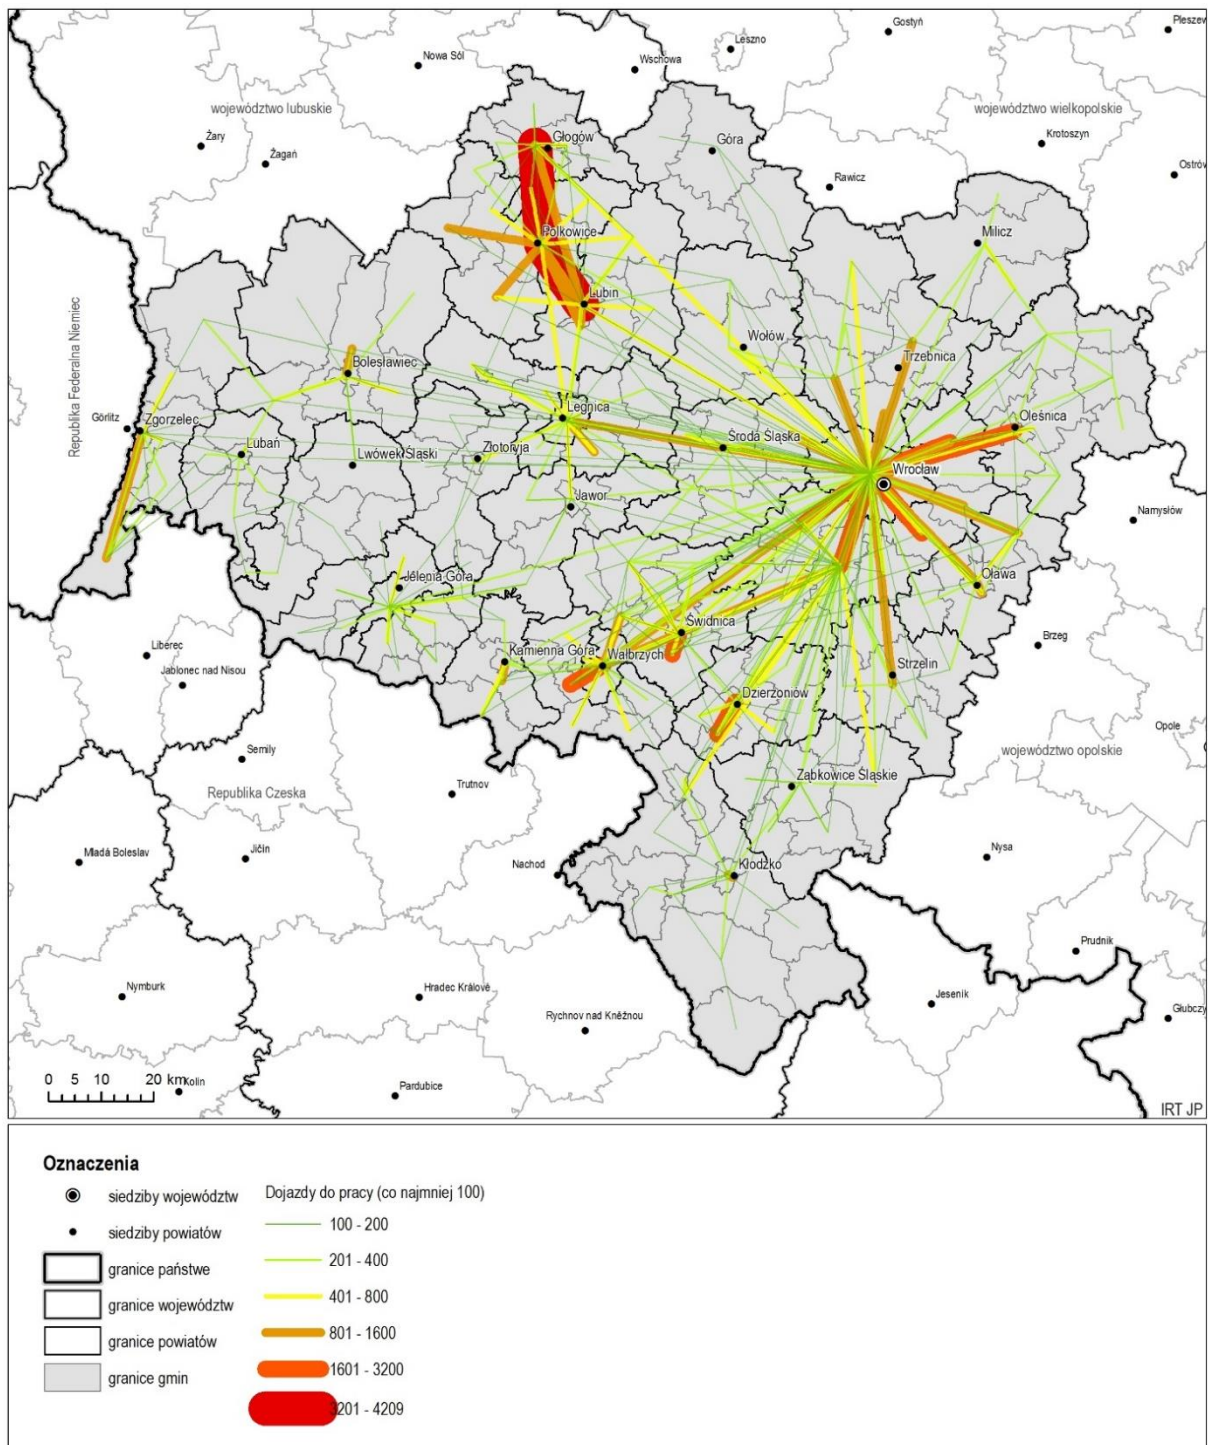 Pleszew
Gostyń
Leszno
Nowa Sól
Wschowa
województwo lubuskie
województwo wielkopolskie
Żary
Żagań
Głogów
Góra
Krotoszyn
Rawicz
Polkowice
Milicz
Lubin
Republika Federalna Niemiec
Bolesławiec
Wołów
Trzebnica
Görlitz
Zgorzelec
Legnica
Oleśnica
Lubań
Lwówek Śląski
Złotoryja
Środa Śląska
Wrocław
Jawor
Namysłów
Jelenia Góra
Oława
Liberec
Jablonec nad Nisou
Kamienna Góra
Świdnica
Wałbrzych
Strzelin
Brzeg
Dzierżoniów
Opole
województwo opolskie
Semily
Republika Czeska
Trutnov
Ząbkowice Śląskie
Mladá Boleslav
Jičín
Nachod
Kłodzko
Nysa
Prudnik
Nymburk
Hradec Králové
Rychnov nad Kněžnou
Jesenik
0 5 10 20 km
Kolín
Pardubice
IRT JP
Oznaczenia
siedziby województw
siedziby powiatów
granice państwe
granice województw
granice powiatów
granice gmin
Dojazdy do pracy (co najmniej 100)
100 - 200
201 - 400
401 - 800
801 - 1600
1601 - 3200
3201 - 4209